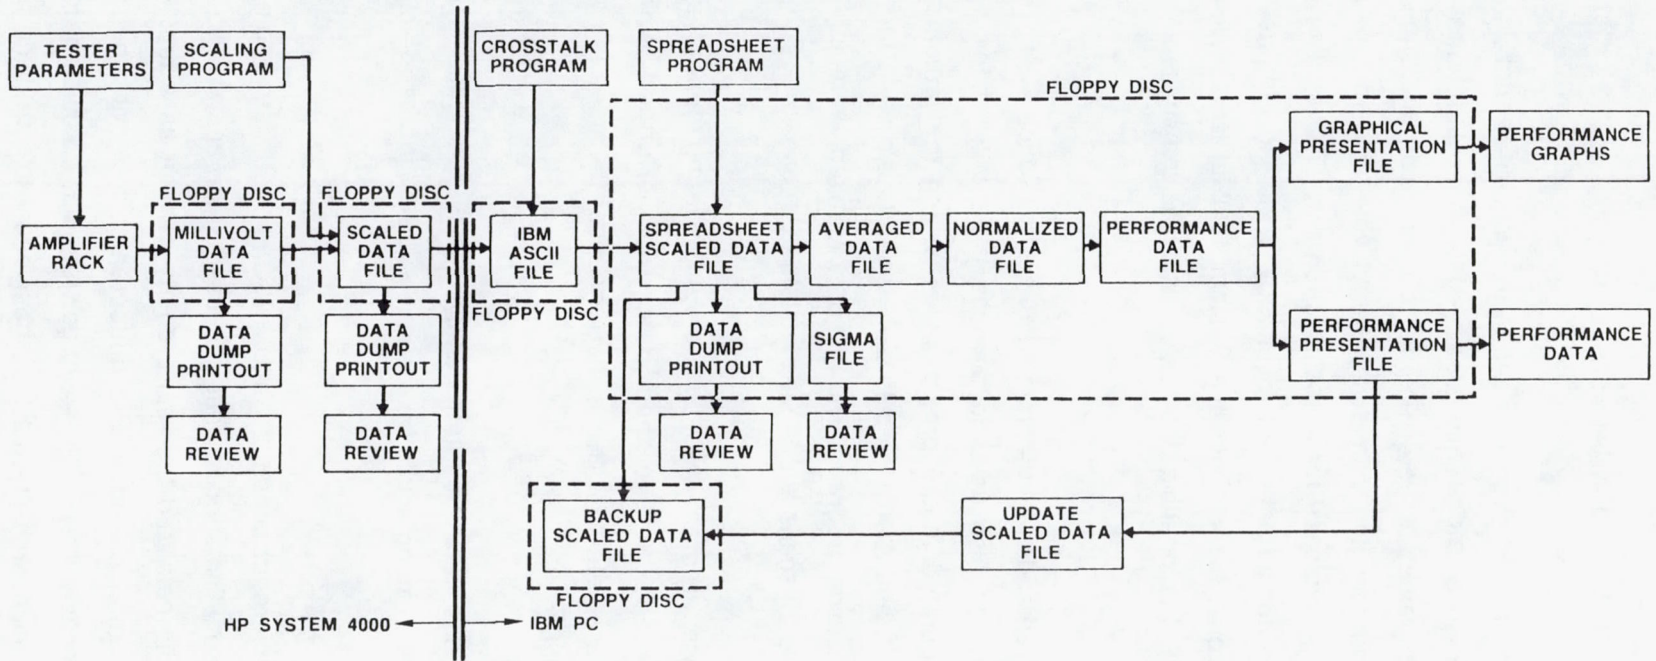 TESTER
PARAMETERS
SCALING
PROGRAM
CROSSTALK
PROGRAM
SPREADSHEET
PROGRAM
FLOPPY DISC
GRAPHICAL
PRESENTATION
FILE
PERFORMANCE
GRAPHS
FLOPPY DISC
FLOPPY DISC
AMPLIFIER
RACK
MILLIVOLT
DATA
FILE
SCALED
DATA
FILE
IBM
ASCII
FILE
FLOPPY DISC
SPREADSHEET
SCALED DATA
FILE
AVERAGED
DATA
FILE
NORMALIZED
DATA
FILE
PERFORMANCE
DATA
FILE
DATA
DUMP
PRINTOUT
DATA
DUMP
PRINTOUT
DATA
DUMP
PRINTOUT
SIGMA
FILE
PERFORMANCE
PRESENTATION
FILE
PERFORMANCE
DATA
DATA
REVIEW
DATA
REVIEW
DATA
REVIEW
DATA
REVIEW
BACKUP
SCALED DATA
FILE
FLOPPY DISC
UPDATE
SCALED DATA
FILE
HP SYSTEM 4000
IBM PC